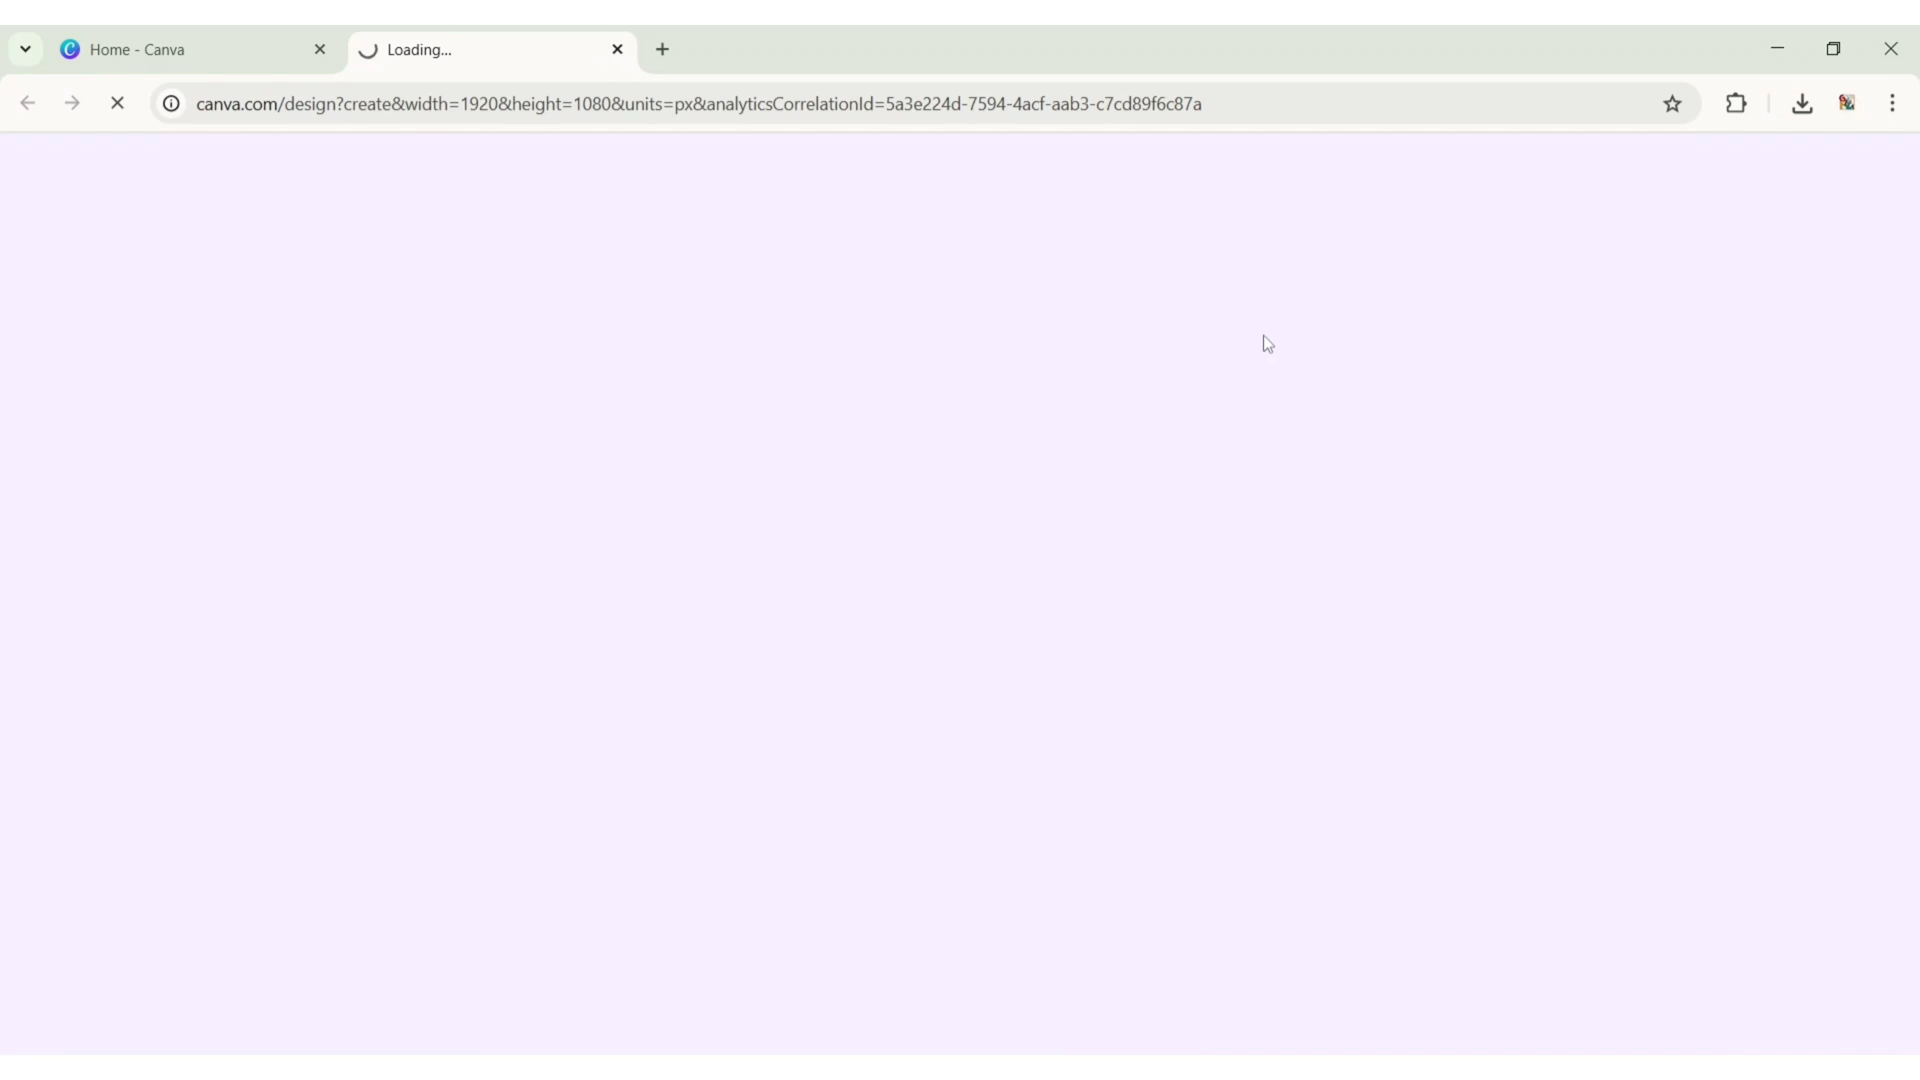 Home - Canva
Loading...
canva.com/design?create&width=1920&height=1080&units=px&analyticsCorrelationId=5a3e224d-7594-4acf-aab3-c7cd89f6c87a